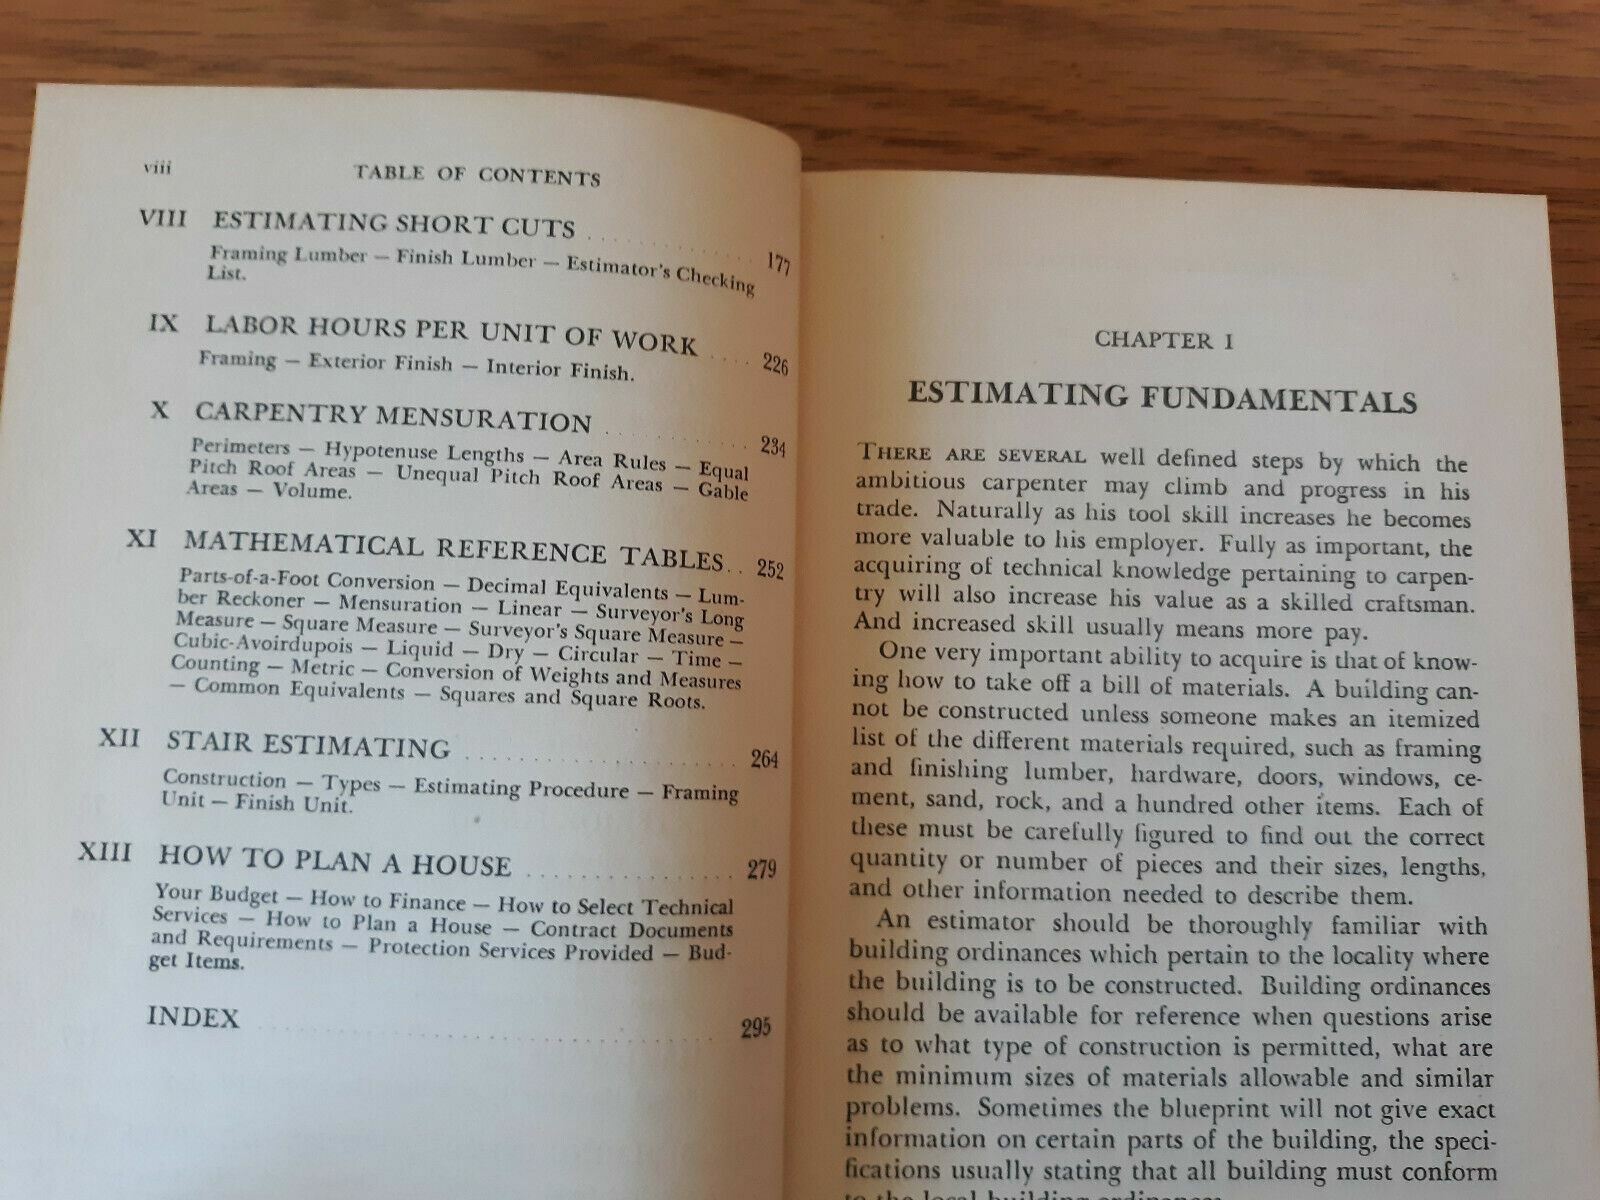 viii TABLE OF CONTENTS
VIII ESTIMATING SHORT CUTS . . . . . . . . . . . . . 177
Framing Lumber — Finish Lumber — Estimator's Checking
List.
IX LABOR HOURS PER UNIT OF WORK . . . . 226
Framing — Exterior Finish — Interior Finish.
X CARPENTRY MENSURATION . . . . . . . . . . . 234
Perimeters — Hypotenuse Lengths — Area Rules — Equal
Pitch Roof Areas — Unequal Pitch Roof Areas — Gable
Areas — Volume.
XI MATHEMATICAL REFERENCE TABLES. . . 252
Parts-of-a-Foot Conversion — Decimal Equivalents — Lum-
ber Reckoner — Mensuration — Linear — Surveyor's Long
Measure — Square Measure — Surveyor's Square Measure —
Cubic-Avoirdupois — Liquid — Dry — Circular — Time —
Counting — Metric — Conversion of Weights and Measures
— Common Equivalents — Squares and Square Roots.
XII STAIR ESTIMATING . . . . . . . . . . . . . . . . . . . . 264
Construction — Types — Estimating Procedure — Framing
Unit — Finish Unit.
XIII HOW TO PLAN A HOUSE . . . . . . . . . . . . . . . 279
Your Budget — How to Finance — How to Select Technical
Services — How to Plan a House — Contract Documents
and Requirements — Protection Services Provided — Bud-
get Items.
INDEX . . . . . . . . . . . . . . . . . . . . . . . . . . . . . . 295
CHAPTER I
ESTIMATING FUNDAMENTALS
THERE ARE SEVERAL well defined steps by which the
ambitious carpenter may climb and progress in his
trade. Naturally as his tool skill increases he becomes
more valuable to his employer. Fully as important, the
acquiring of technical knowledge pertaining to carpen-
try will also increase his value as a skilled craftsman.
And increased skill usually means more pay.
One very important ability to acquire is that of know-
ing how to take off a bill of materials. A building can-
not be constructed unless someone makes an itemized
list of the different materials required, such as framing
and finishing lumber, hardware, doors, windows, ce-
ment, sand, rock, and a hundred other items. Each of
these must be carefully figured to find out the correct
quantity or number of pieces and their sizes, lengths,
and other information needed to describe them.
An estimator should be thoroughly familiar with
building ordinances which pertain to the locality where
the building is to be constructed. Building ordinances
should be available for reference when questions arise
as to what type of construction is permitted, what are
the minimum sizes of materials allowable and similar
problems. Sometimes the blueprint will not give exact
information on certain parts of the building, the speci-
fications usually stating that all building must conform
to the local building ordinances.